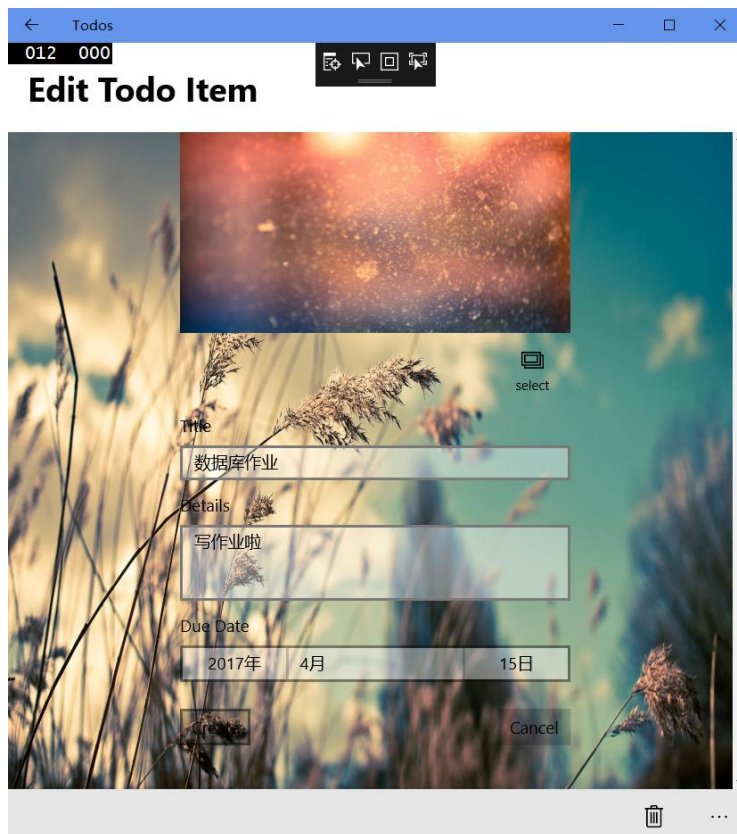 Todos
012 000
Edit Todo Item
select
Title
数据库作业
Details
写作业啦
Due Date
2017年 4月 15日
Create Cancel